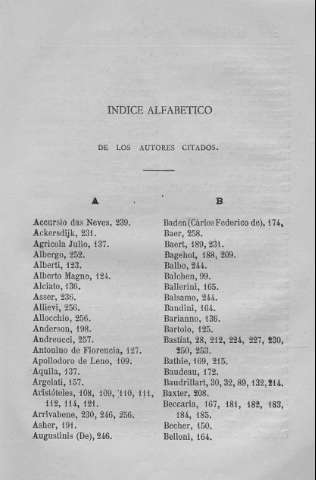 INDICE ALFABETICO
DE LOS AUTORES CITADOS.
A
Accursio das Neves, 239.
Ackersdijk, 231.
Agricola Julio, 137.
Albergo, 252.
Alberti, 123.
Alberto Magno, 124.
Alciato, 136.
Asser, 236.
Allievi, 256.
Allocchio, 256.
Anderson, 198.
Andreucci, 257.
Antonino de Florencia, 127.
Apollodoro de Leno, 109.
Aquila, 137.
Argelati, 157.
Aristóteles, 108, 109, 110, 111,
112, 114, 121.
Arrivabene, 230, 246, 256.
Asher, 191.
Augustinis (De), 246.
B
Baden (Cárlos Federico de), 174,
Baer, 258.
Baert, 189, 231.
Bagehot, 188, 209.
Balbo, 244.
Balchen, 99.
Ballerini, 165.
Balsamo, 244.
Bandini, 164.
Barianno, 136.
Bartolo, 125.
Bastiat, 28, 212, 224, 227, 230,
250, 253.
Bathie, 169, 215.
Baudeau, 172.
Baudrillart, 30, 32, 89, 132, 214.
Baxter, 208.
Beccaria, 167, 181, 182, 183,
184, 185.
Becher, 150.
Belloni, 164.